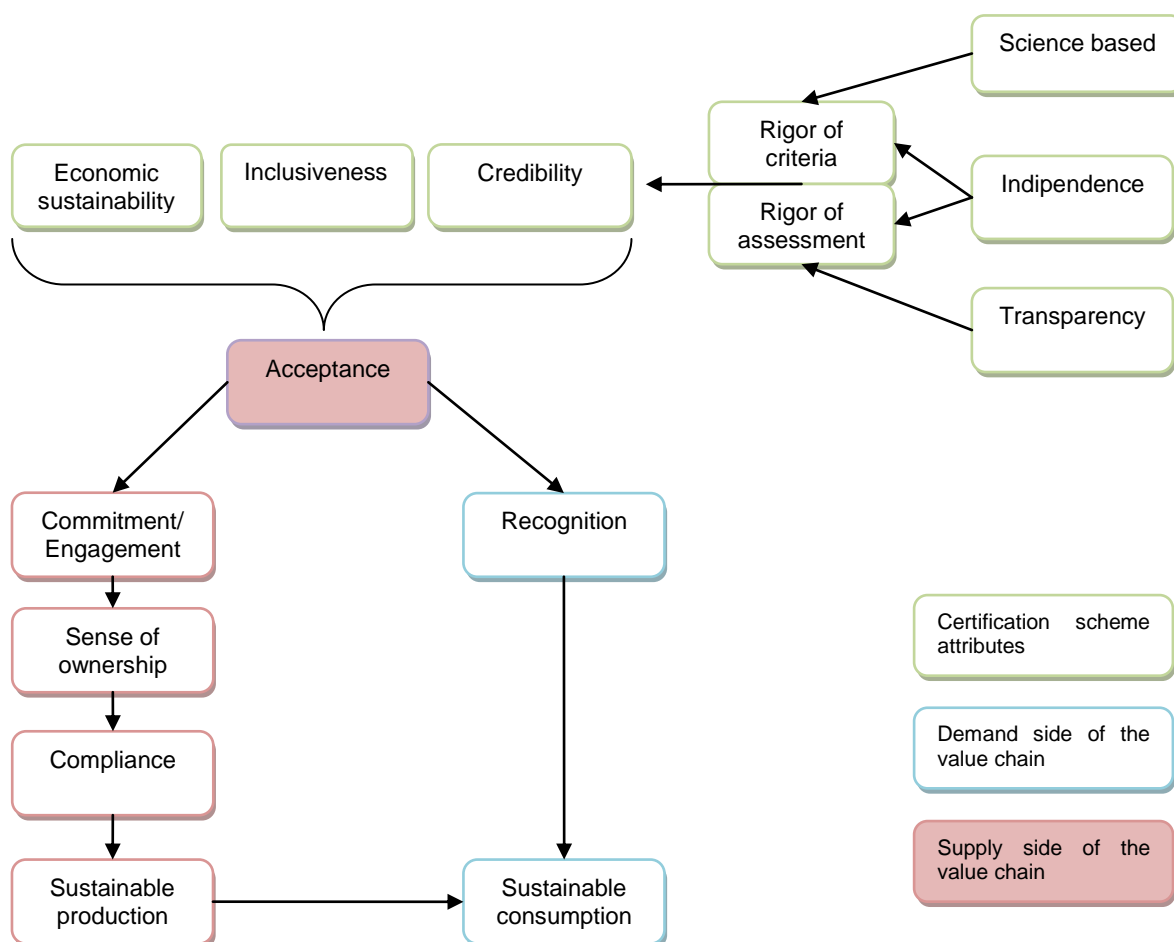 Science based
Rigor of
criteria
Economic
sustainability
Inclusiveness
Credibility
Indipendence
Rigor of
assessment
Transparency
Acceptance
Commitment/
Engagement
Recognition
Sense of
ownership
Certification scheme
attributes
Compliance
Demand side of the
value chain
Supply side of the
value chain
Sustainable
production
Sustainable
consumption